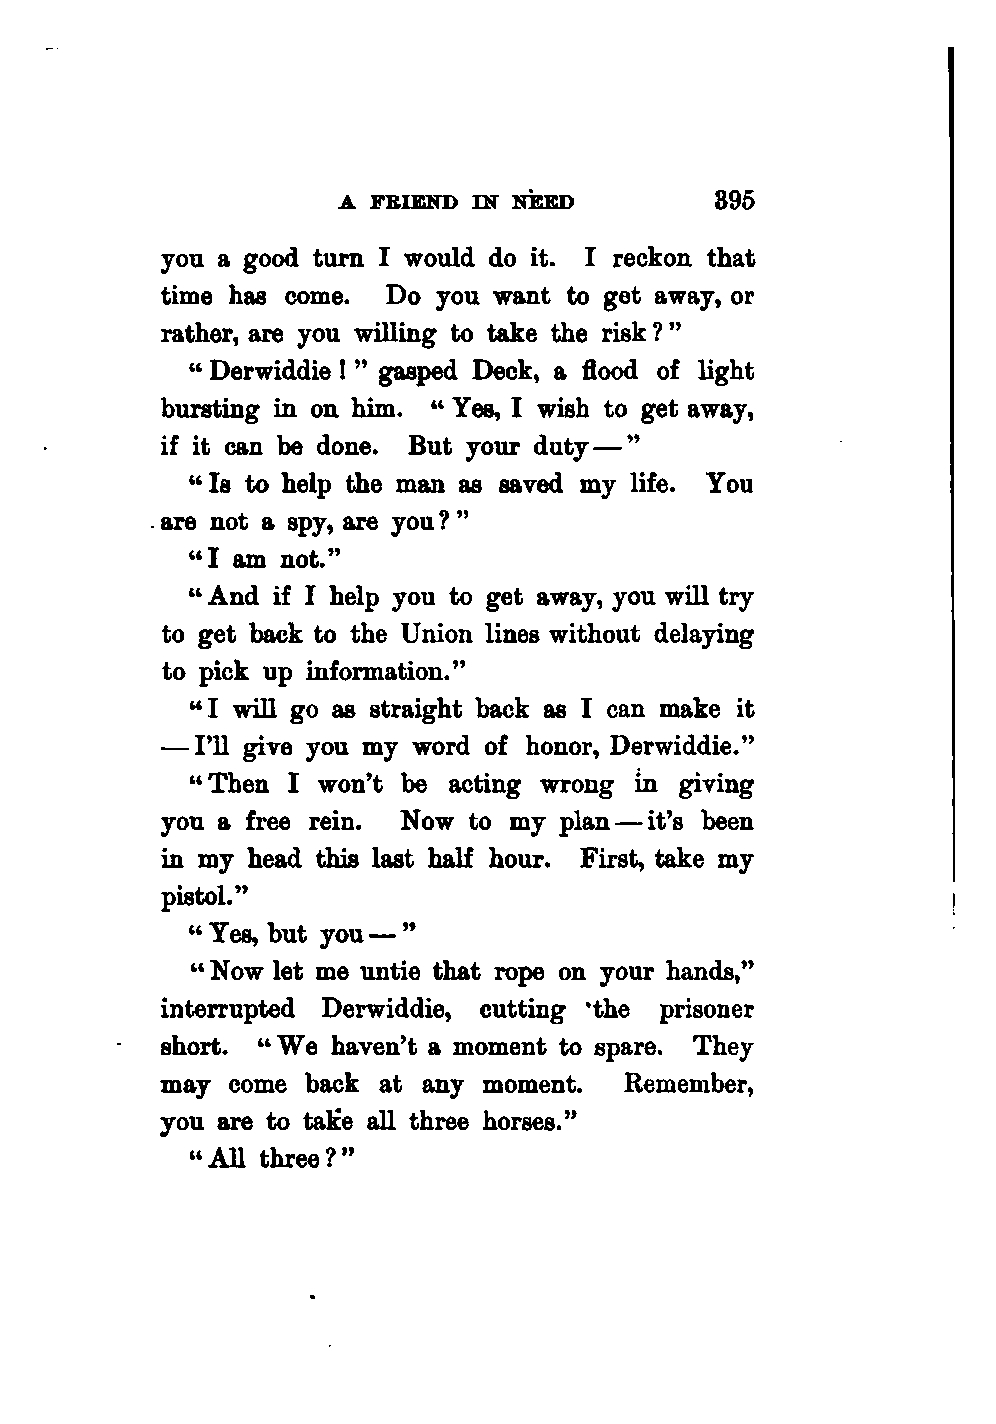 A FRIEND IN NEED 395
you a good turn I would do it. I reckon that
time has come. Do you want to get away, or
rather, are you willing to take the risk?"
"Derwiddie!" gasped Deck, a flood of light
bursting in on him. "Yes, I wish to get away,
if it can be done. But your duty—"
"Is to help the man as saved my life. You
are not a spy, are you?"
"I am not."
"And if I help you to get away, you will try
to get back to the Union lines without delaying
to pick up information."
"I will go as straight back as I can make it
—I'll give you my word of honor, Derwiddie."
"Then I won't be acting wrong in giving
you a free rein. Now to my plan—it's been
in my head this last half hour. First, take my
pistol."
"Yes, but you—"
"Now let me untie that rope on your hands,"
interrupted Derwiddie, cutting the prisoner
short. "We haven't a moment to spare. They
may come back at any moment. Remember,
you are to take all three horses."
"All three?"